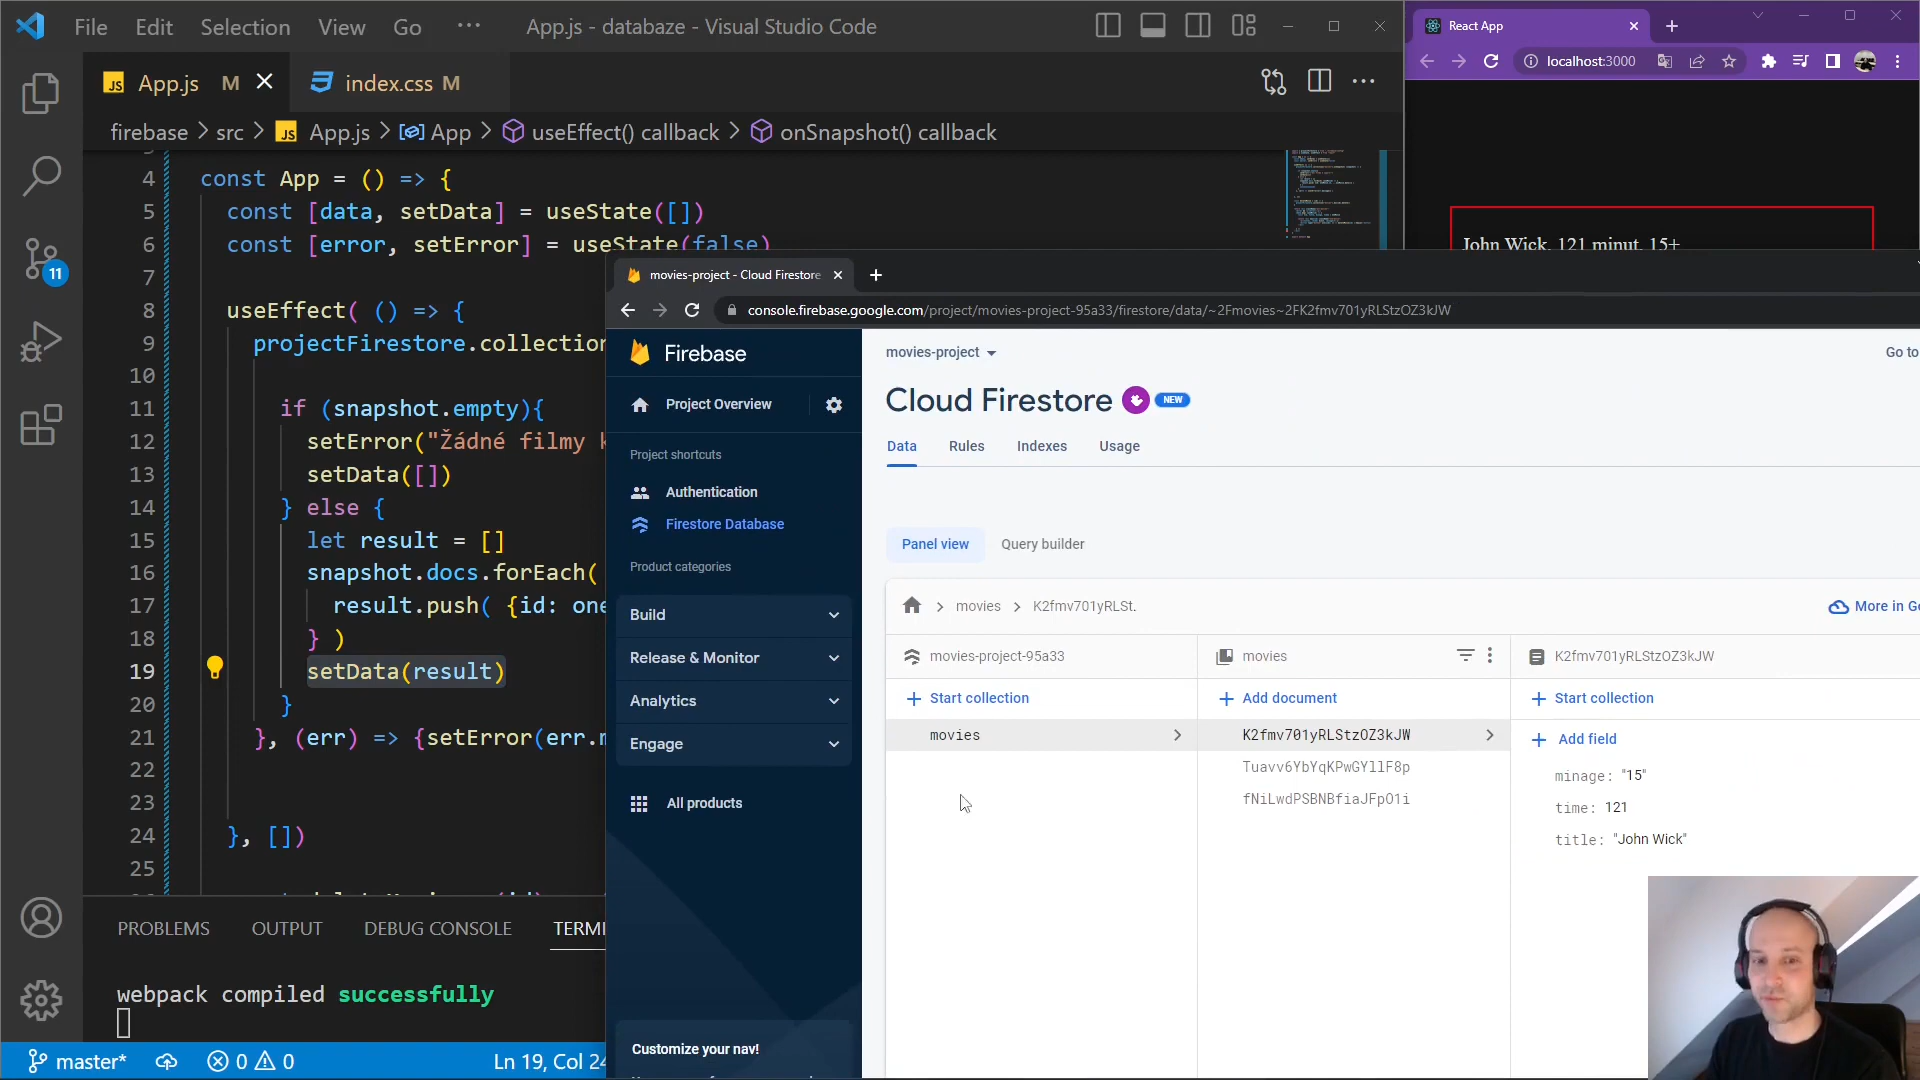 File Edit Selection View Go ··· App.js - databaze - Visual Studio Code
App.js M index.css M
firebase > src > App.js > App > useEffect() callback > onSnapshot() callback
4 const App = () => {
5 const [data, setData] = useState([])
6 const [error, setError] = useState(false)
7
8 useEffect( () => {
9 projectFirestore.collection
10
11 if (snapshot.empty){
12 setError("Žádné filmy
13 setData([])
14 } else {
15 let result = []
16 snapshot.docs.forEach(
17 result.push( {id: one
18 } )
19 setData(result)
20 }
21 }, (err) => {setError(err.m
22
23
24 }, [])
25
11
PROBLEMS OUTPUT DEBUG CONSOLE TERMI
webpack compiled successfully
master* 0 0 Ln 19, Col 24
React App
localhost:3000
John Wick, 121 minut, 15+
movies-project - Cloud Firestore
console.firebase.google.com/project/movies-project-95a33/firestore/data/~2Fmovies~2FK2fmv701yRLStzOZ3kJW
Firebase
Project Overview
Project shortcuts
Authentication
Firestore Database
Product categories
Build
Release & Monitor
Analytics
Engage
All products
Customize your nav!
movies-project
Go to
Cloud Firestore NEW
Data Rules Indexes Usage
Panel view Query builder
movies > K2fmv701yRLSt.
More in Go
movies-project-95a33
Start collection
movies
movies
Add document
K2fmv701yRLStzOZ3kJW
Tuavv6YbYqKPwGYllF8p
fNiLwdPSBNBfiaJFpO1i
K2fmv701yRLStzOZ3kJW
Start collection
Add field
minage: "15"
time: 121
title: "John Wick"